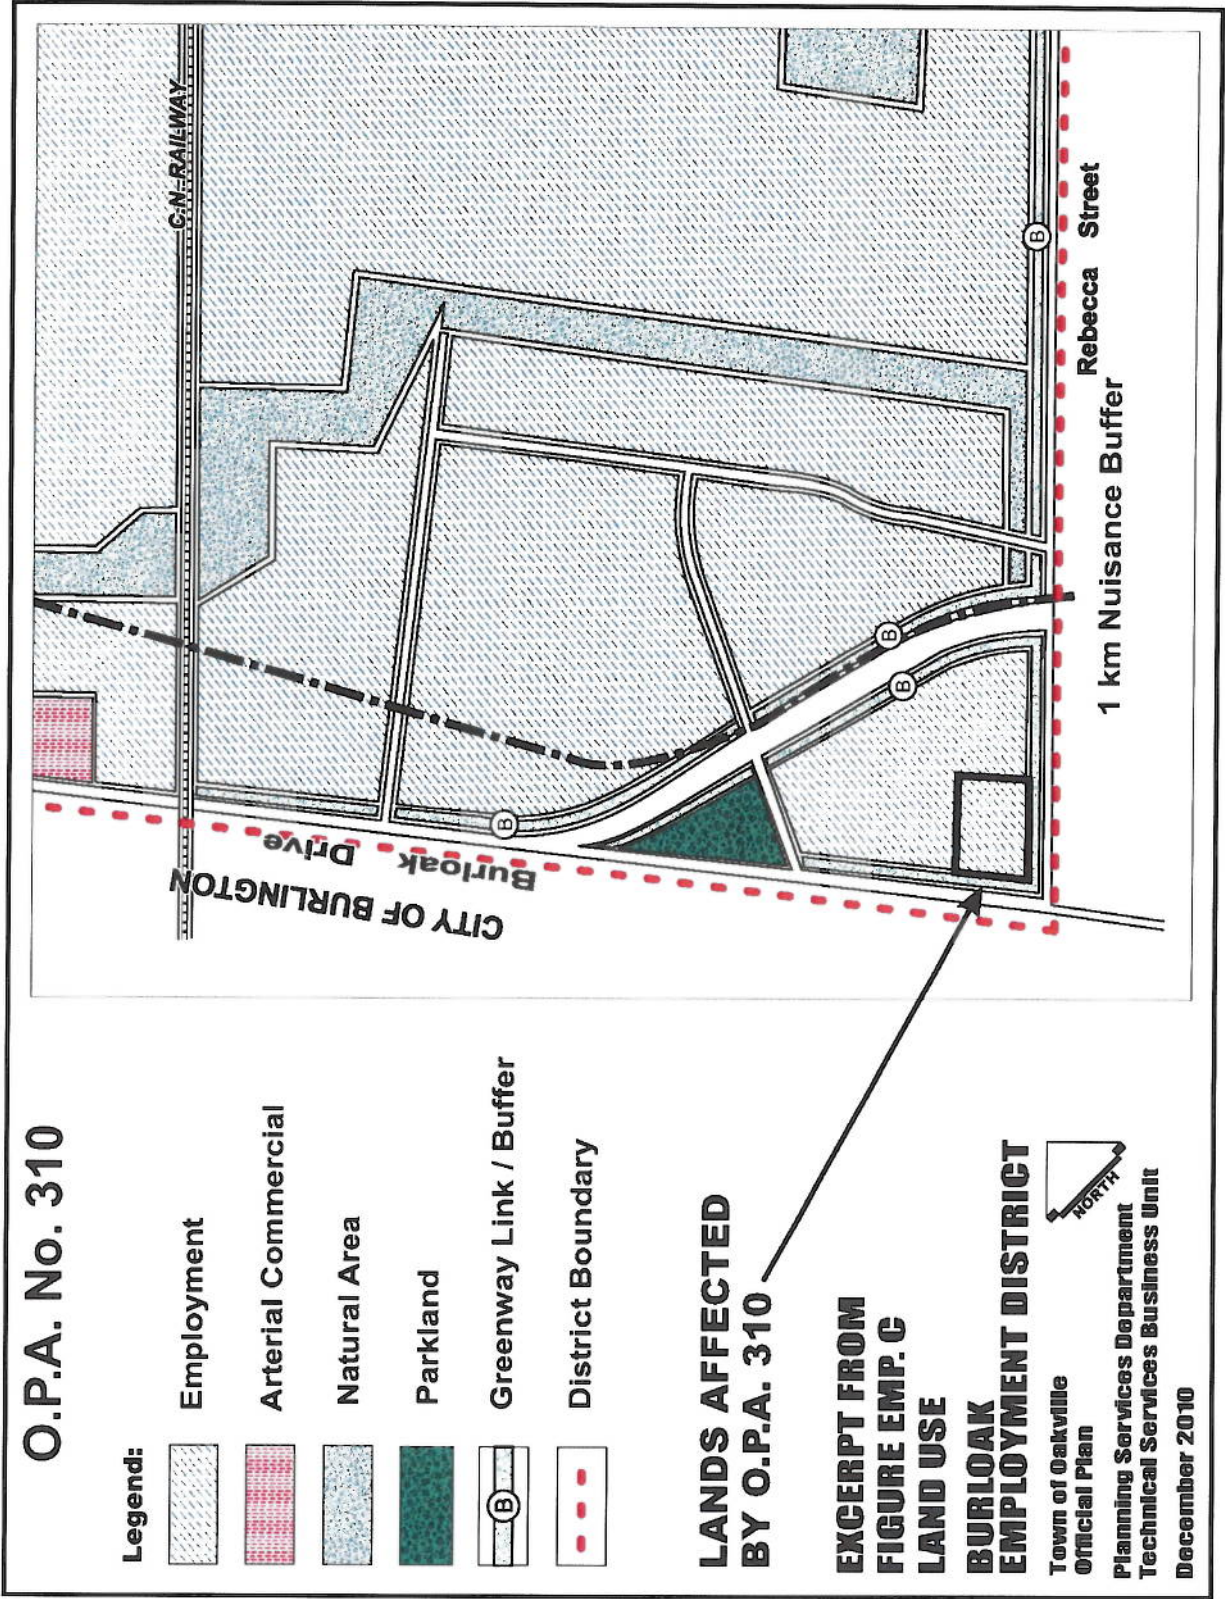 O.P.A. No. 310
Legend:
Employment
Arterial Commercial
Natural Area
Parkland
B
Greenway Link / Buffer
District Boundary
LANDS AFFECTED
BY O.P.A. 310
EXCERPT FROM
FIGURE EMP. C
LAND USE
BURLOAK
EMPLOYMENT DISTRICT
Town of Oakville
Official Plan
NORTH
Planning Services Department
Technical Services Business Unit
December 2010
C.N. RAILWAY
CITY OF BURLINGTON
Burloak Drive
B
B
B
B
Rebecca Street
1 km Nuisance Buffer